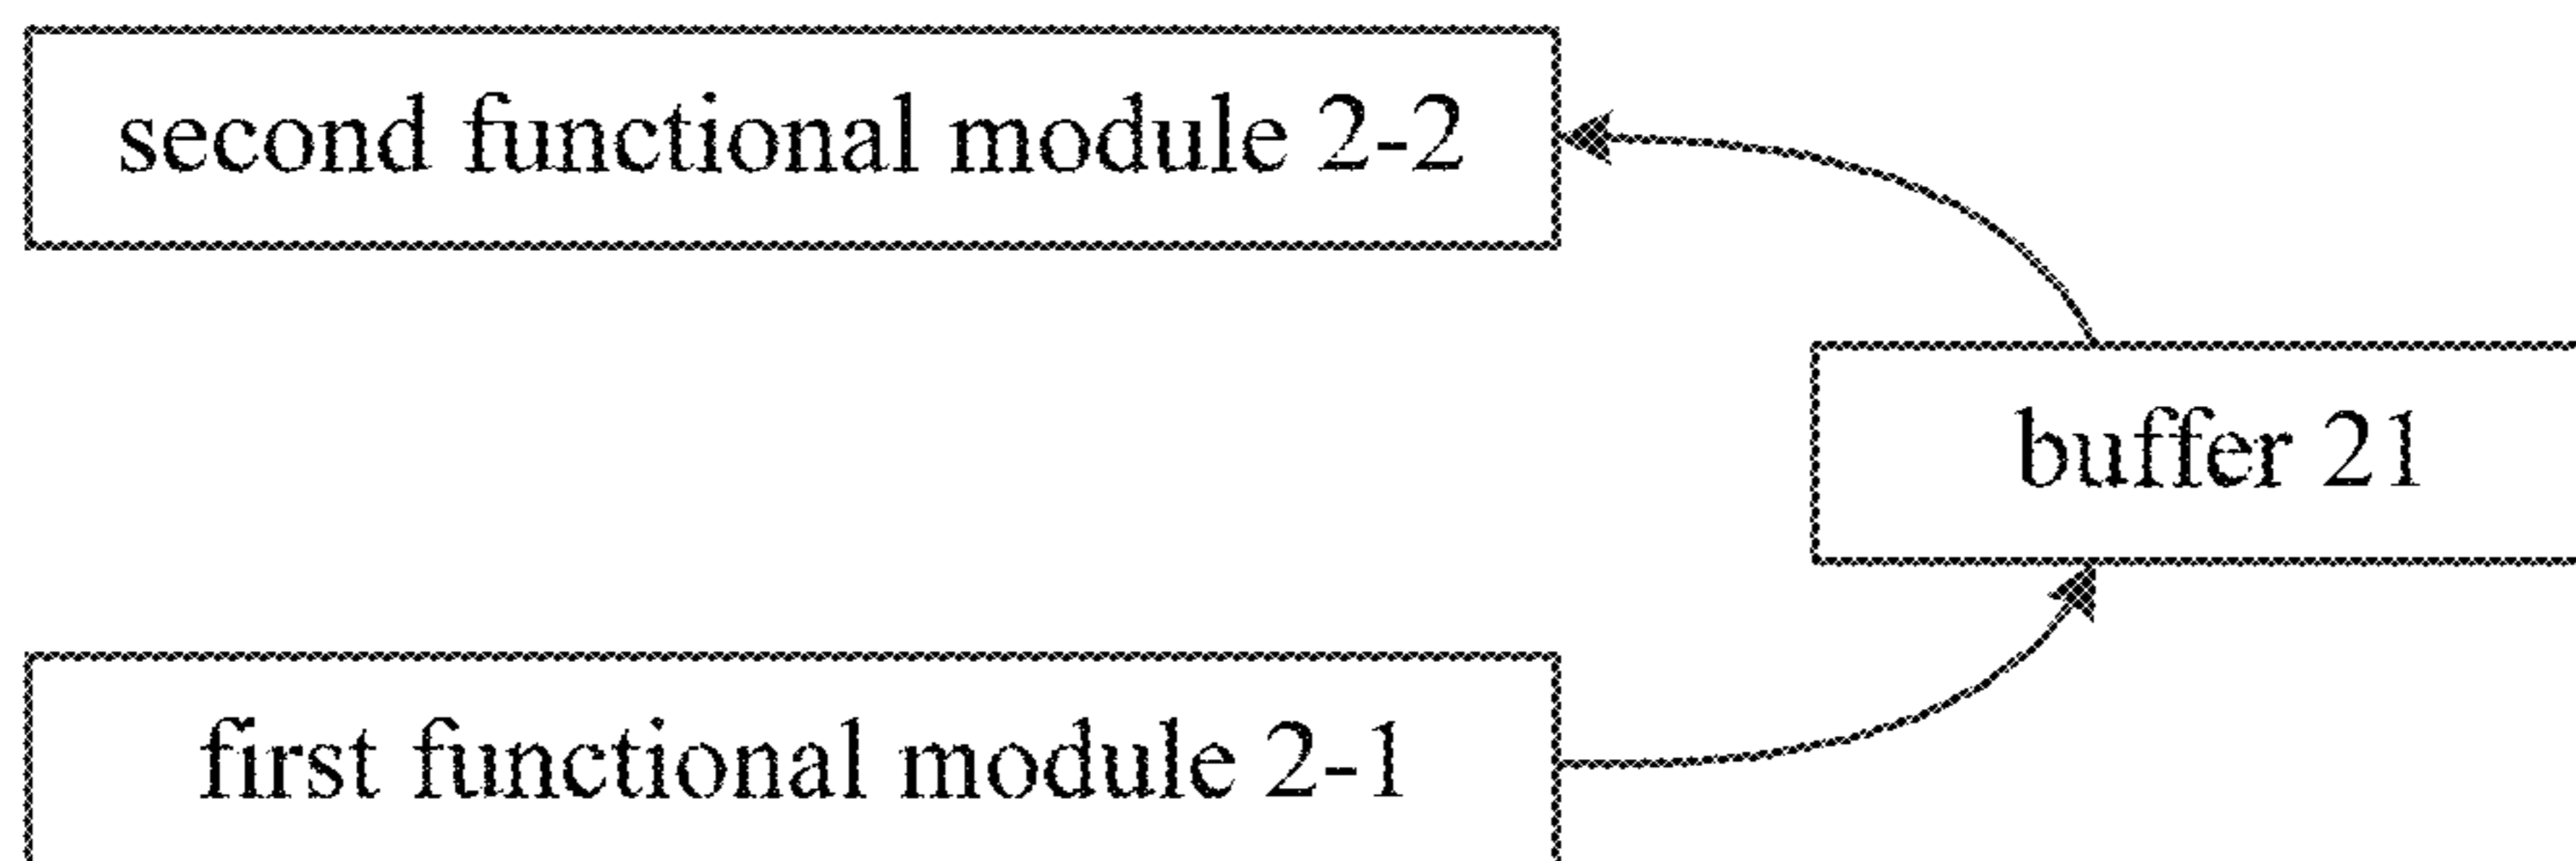 second functional module 2-2
buffer 21
first functional module 2-1